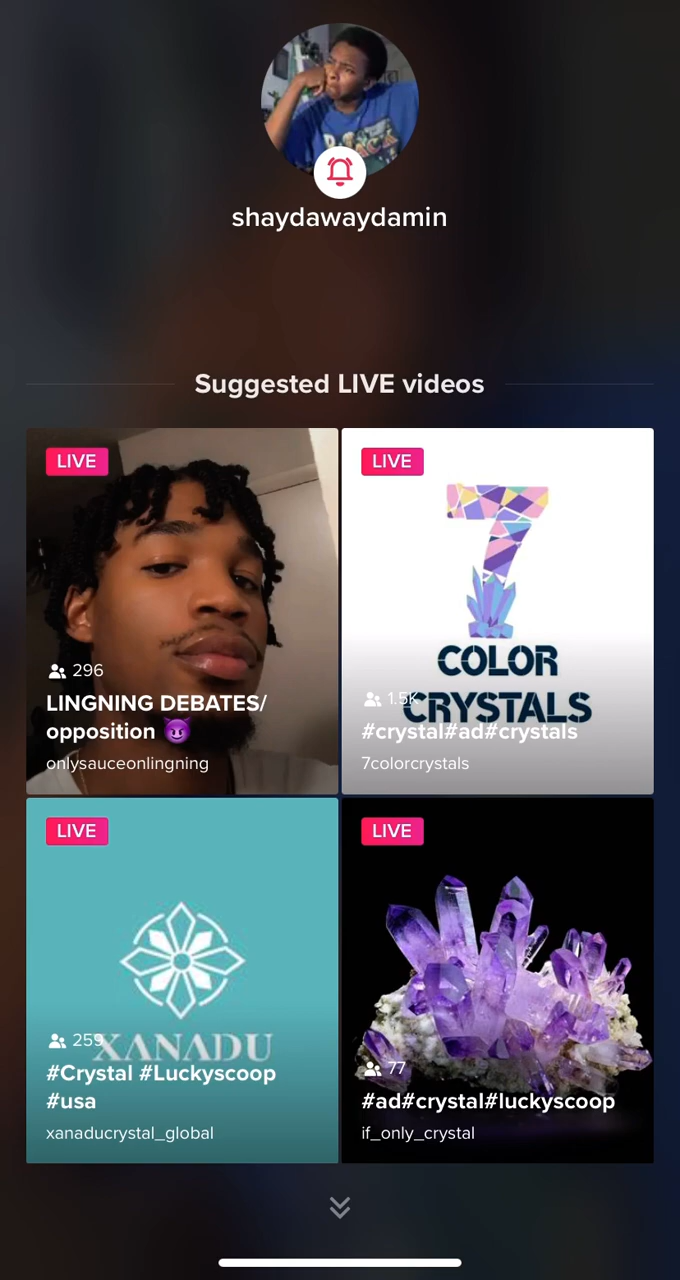 shaydawaydamin
Suggested LIVE videos
LIVE
296
LINGNING DEBATES/
opposition 😈
onlysauceonlingning
LIVE
7
COLOR
CRYSTALS
1.5K
#crystal#ad#crystals
7colorcrystals
LIVE
XANADU
259
#Crystal #Luckyscoop
#usa
xanaducrystal_global
LIVE
77
#ad#crystal#luckyscoop
if_only_crystal